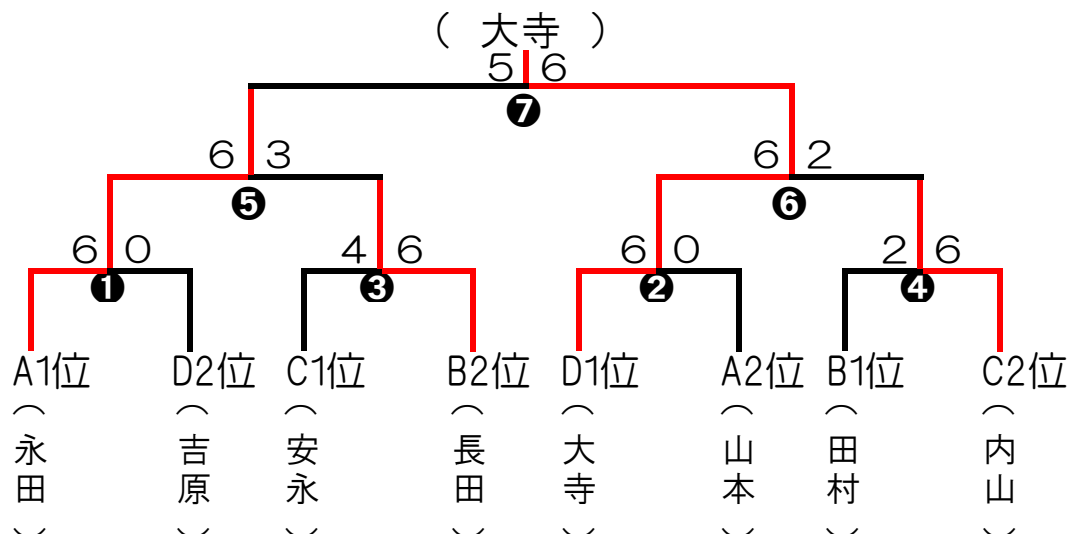 ( 大寺 )
5 6
❼
6 3 6 2
❺ ❻
6 0 4 6 6 0 2 6
❶ ❸ ❷ ❹
A1位 D2位 C1位 B2位 D1位 A2位 B1位 C2位
(永田) (吉原) (安永) (長田) (大寺) (山本) (田村) (内山)